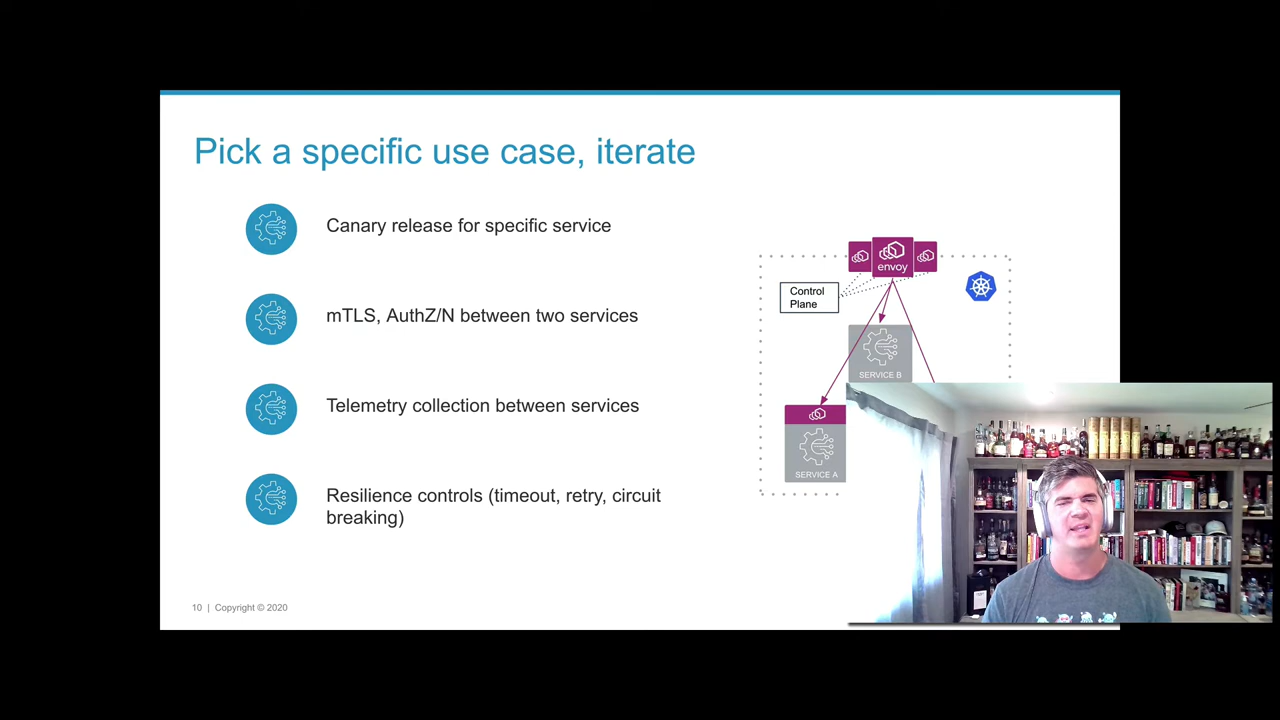 Pick a specific use case, iterate
Canary release for specific service
mTLS, AuthZ/N between two services
Telemetry collection between services
Resilience controls (timeout, retry, circuit
breaking)
envoy
Control
Plane
SERVICE B
SERVICE A
10 | Copyright © 2020